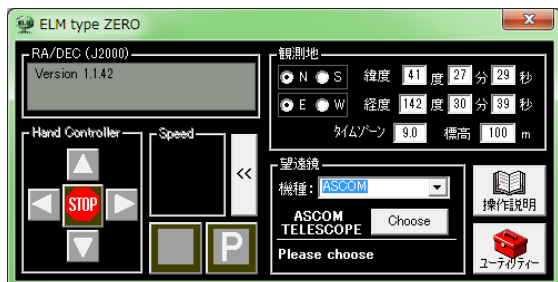 ELM type ZERO
RA/DEC (J2000)
Version 1.1.42
Hand Controller
STOP
Speed
<<
P
観測地
N S 緯度 41 度 27 分 29 秒
E W 経度 142 度 30 分 39 秒
タイムゾーン 9.0 標高 100 m
望遠鏡
機種: ASCOM
ASCOM
TELESCOPE
Choose
Please choose
操作説明
ユーティリティー